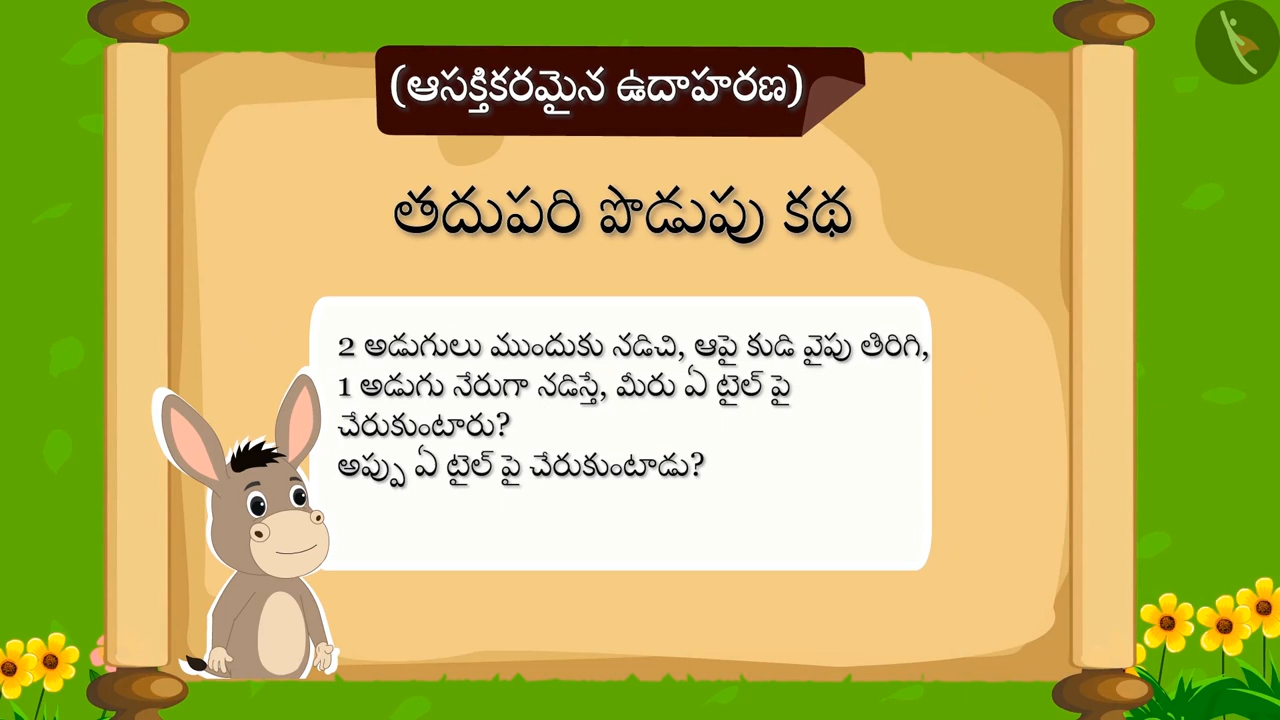 (ఆసక్తికరమైన ఉదాహరణ)
తదుపరి పొడుపు కథ
2 అడుగులు ముందుకు నడిచి, ఆపై కుడి వైపు తిరిగి,
1 అడుగు నేరుగా నడిస్తే, మీరు ఏ టైల్ పై
చేరుకుంటారు?
అప్పు ఏ టైల్ పై చేరుకుంటాడు?